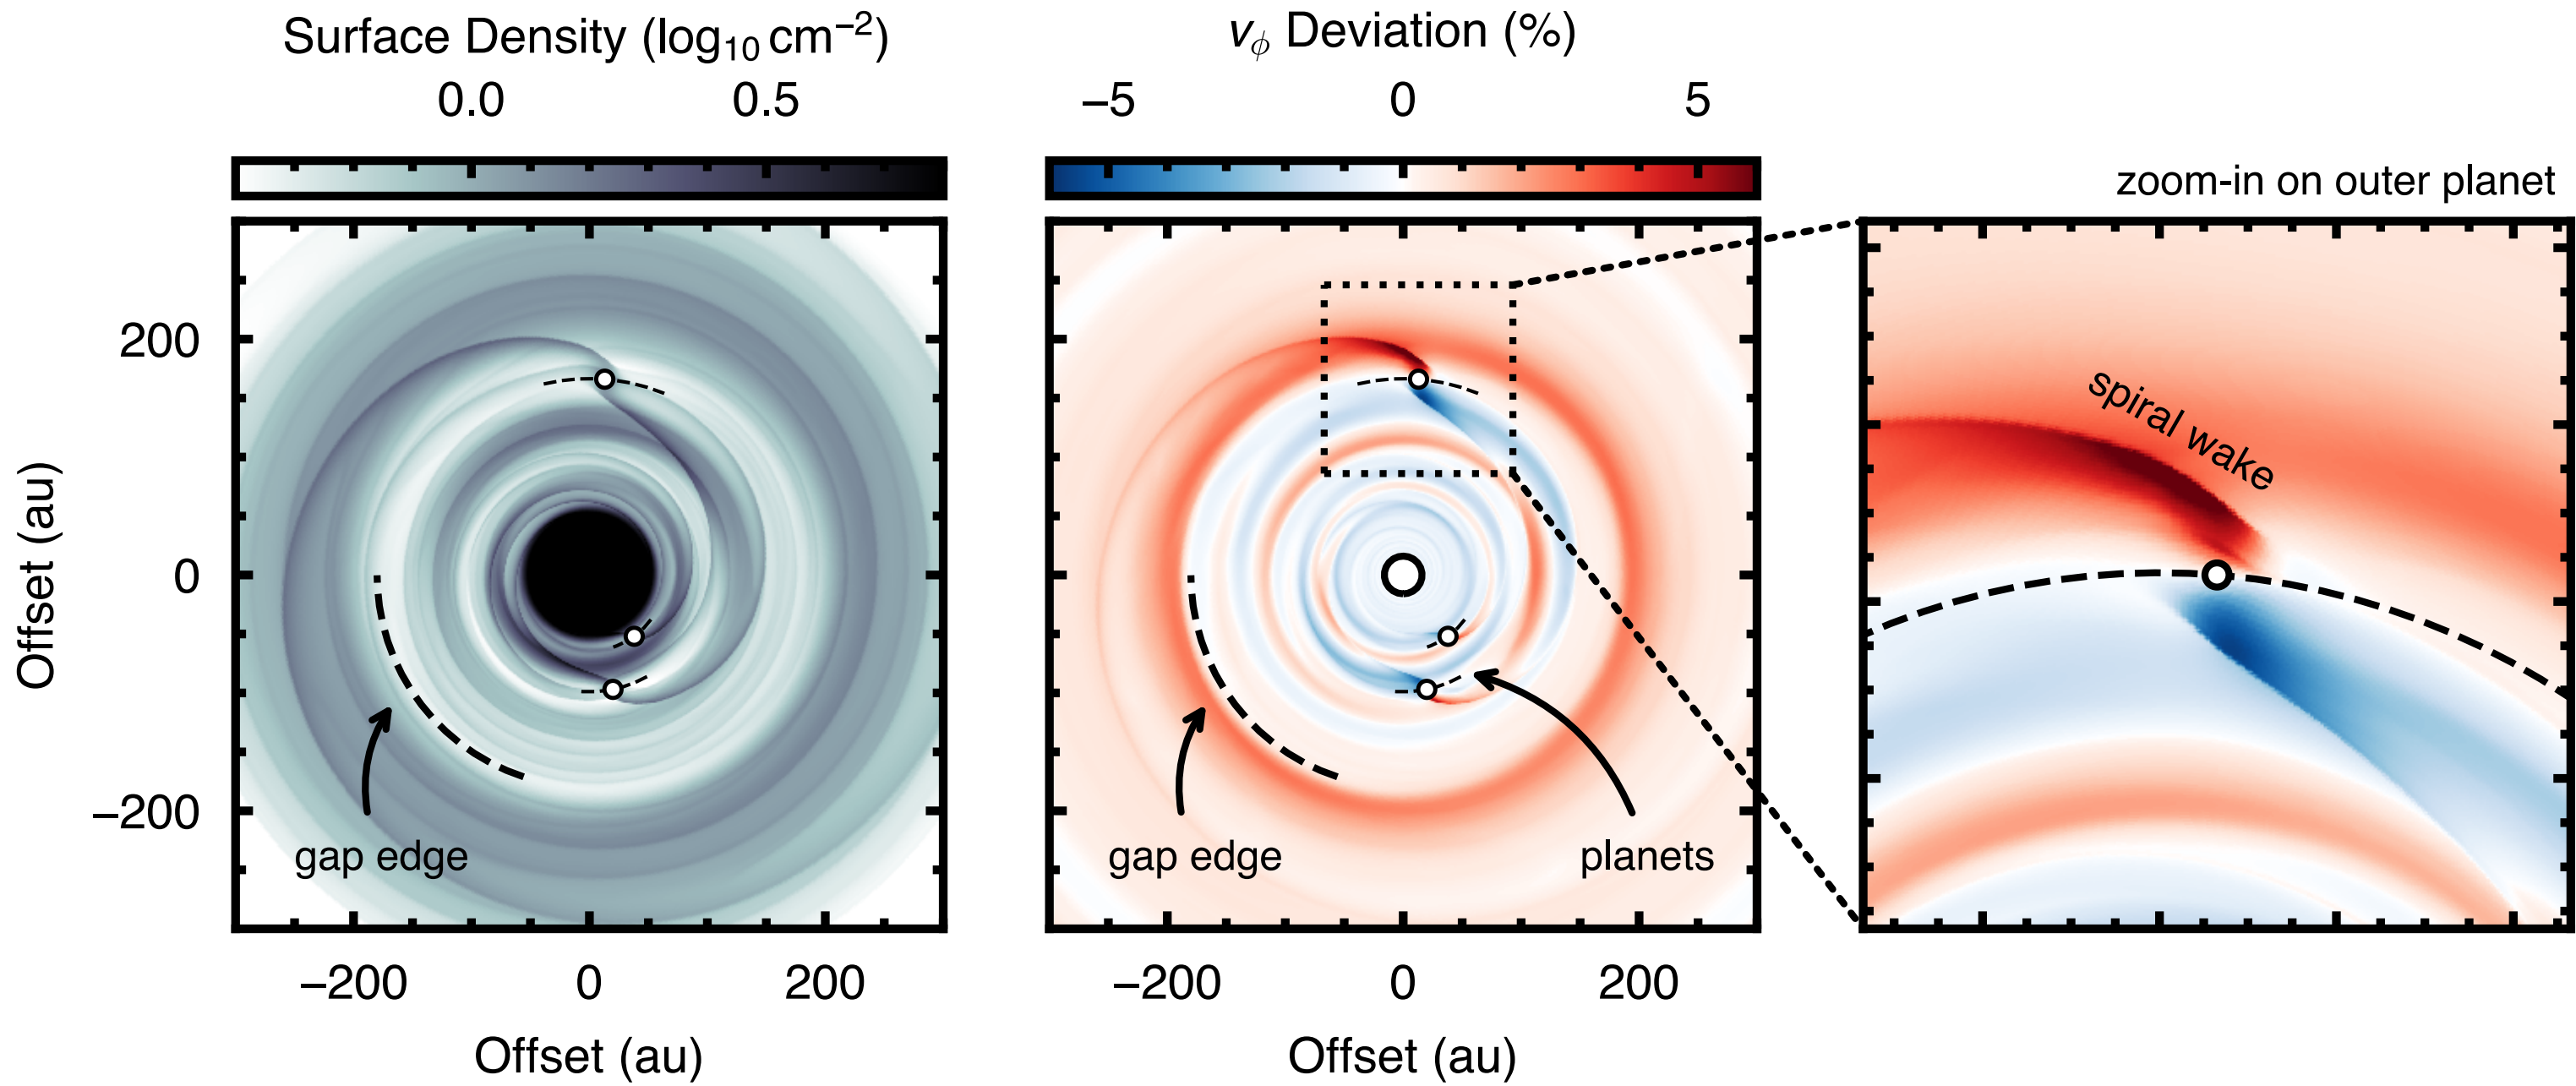 Surface Density (log₁₀ cm⁻²)
0.0 0.5
200
0
−200
Offset (au)
gap edge
−200 0 200
Offset (au)
v𝜙 Deviation (%)
−5 0 5
gap edge
planets
−200 0 200
Offset (au)
zoom-in on outer planet
spiral wake